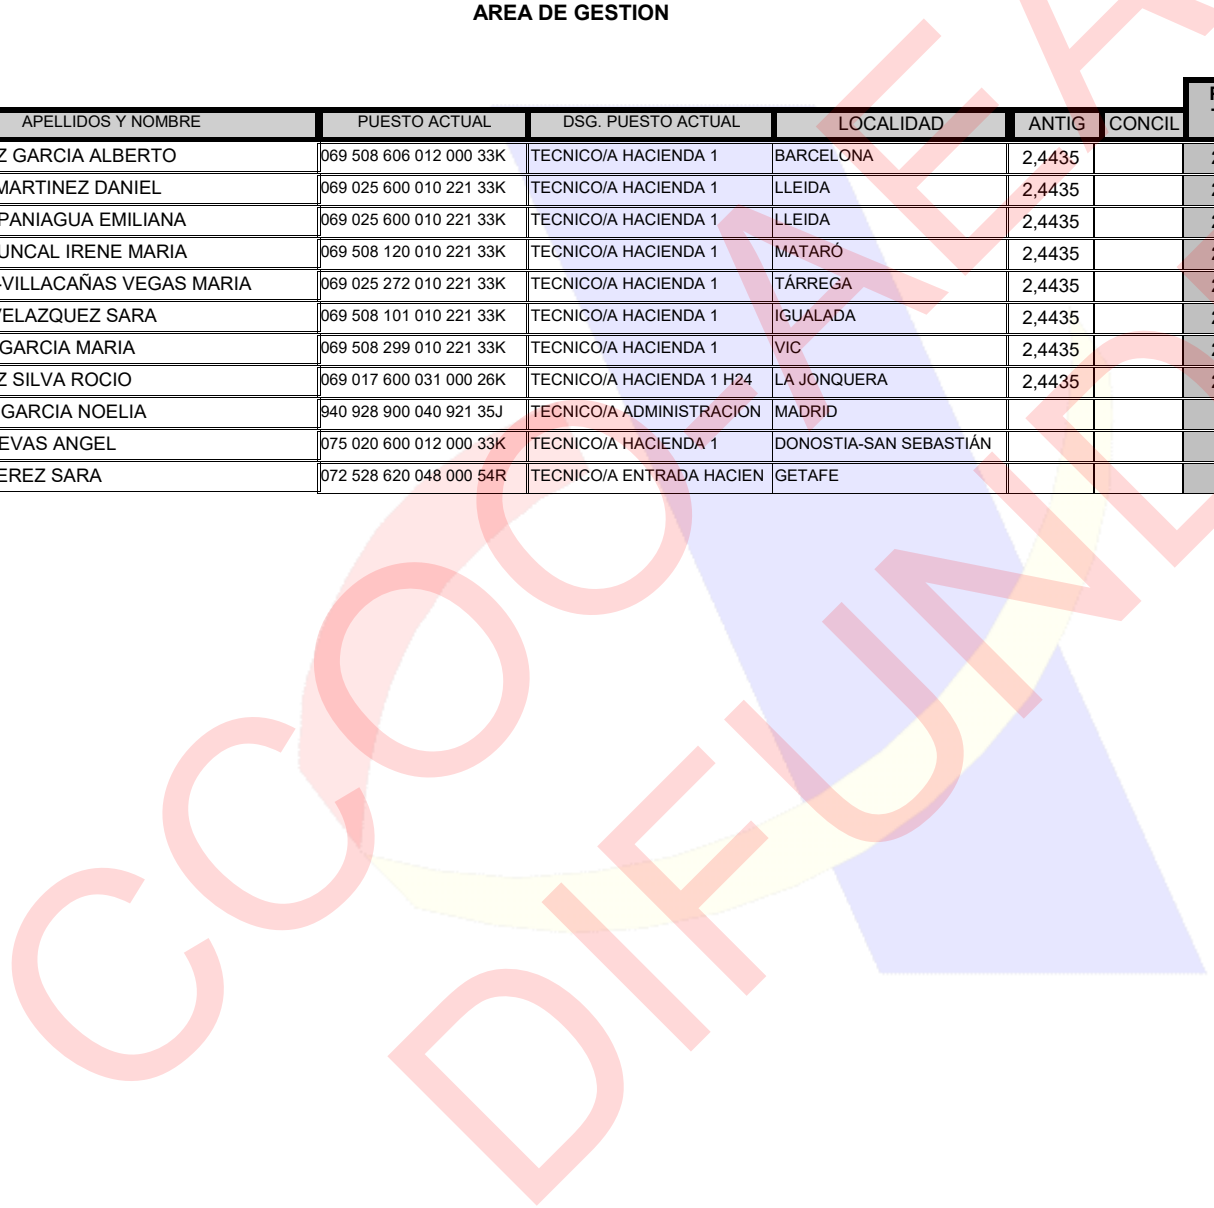 AREA DE GESTION
APELLIDOS Y NOMBRE PUESTO ACTUAL DSG. PUESTO ACTUAL LOCALIDAD ANTIG CONCIL
Z GARCIA ALBERTO 069 508 606 012 000 33K TECNICO/A HACIENDA 1 BARCELONA 2,4435
MARTINEZ DANIEL 069 025 600 010 221 33K TECNICO/A HACIENDA 1 LLEIDA 2,4435
PANIAGUA EMILIANA 069 025 600 010 221 33K TECNICO/A HACIENDA 1 LLEIDA 2,4435
UNCAL IRENE MARIA 069 508 120 010 221 33K TECNICO/A HACIENDA 1 MATARÓ 2,4435
-VILLACAÑAS VEGAS MARIA 069 025 272 010 221 33K TECNICO/A HACIENDA 1 TÁRREGA 2,4435
VELAZQUEZ SARA 069 508 101 010 221 33K TECNICO/A HACIENDA 1 IGUALADA 2,4435
GARCIA MARIA 069 508 299 010 221 33K TECNICO/A HACIENDA 1 VIC 2,4435
Z SILVA ROCIO 069 017 600 031 000 26K TECNICO/A HACIENDA 1 H24 LA JONQUERA 2,4435
GARCIA NOELIA 940 928 900 040 921 35J TECNICO/A ADMINISTRACION MADRID
EVAS ANGEL 075 020 600 012 000 33K TECNICO/A HACIENDA 1 DONOSTIA-SAN SEBASTIÁN
EREZ SARA 072 528 620 048 000 54R TECNICO/A ENTRADA HACIEN GETAFE
CCOO-AEA
DIFUND